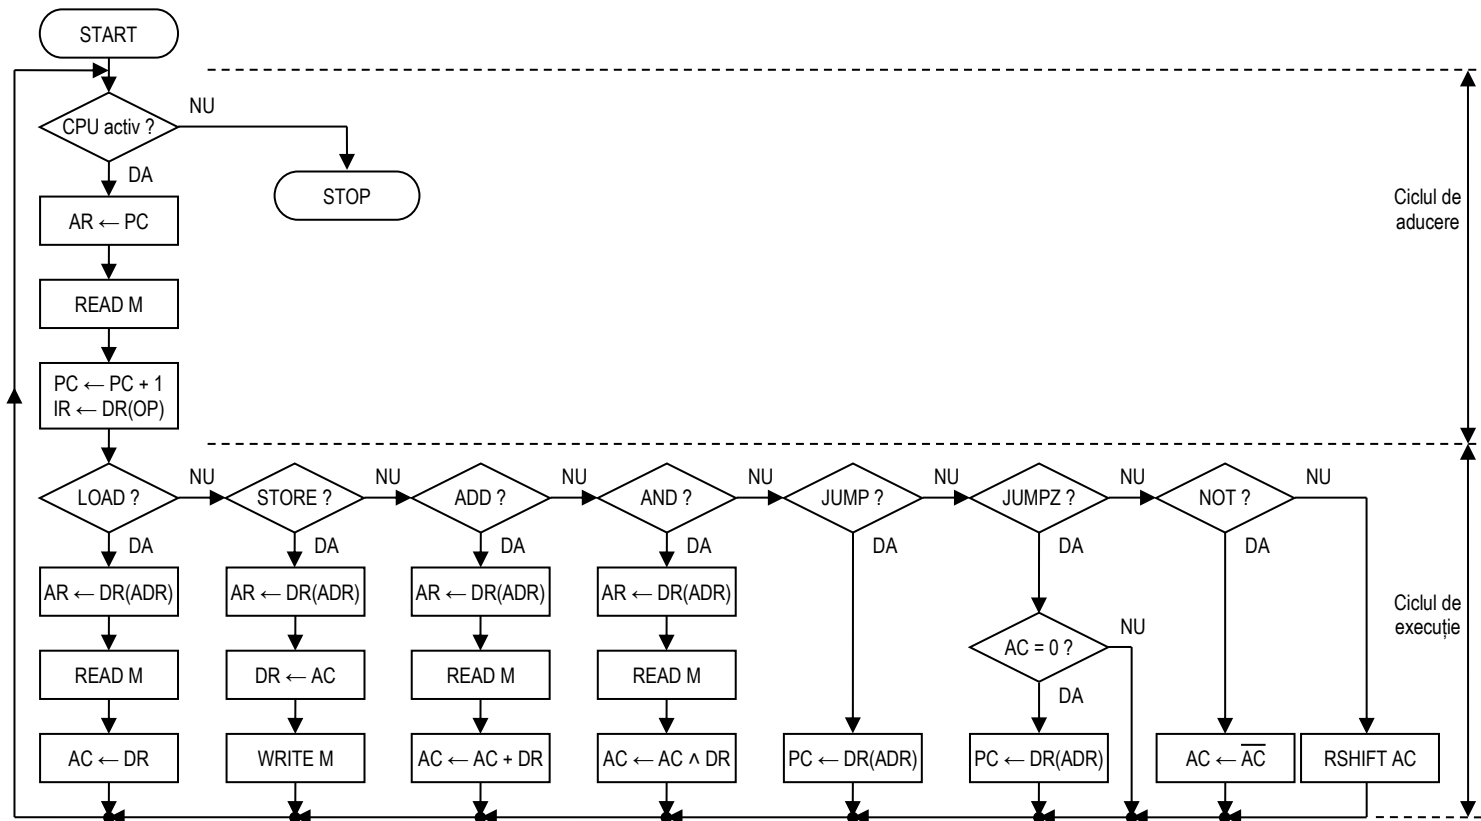 START
CPU activ ?
NU
DA
STOP
AR ← PC
READ M
PC ← PC + 1
IR ← DR(OP)
Ciclul de
aducere
LOAD ?
NU
STORE ?
NU
ADD ?
NU
AND ?
NU
JUMP ?
NU
JUMPZ ?
NU
NOT ?
NU
DA
DA
DA
DA
DA
DA
DA
AR ← DR(ADR)
AR ← DR(ADR)
AR ← DR(ADR)
AR ← DR(ADR)
Ciclul de
execuție
READ M
DR ← AC
READ M
READ M
AC = 0 ?
NU
DA
AC ← DR
WRITE M
AC ← AC + DR
AC ← AC ∧ DR
PC ← DR(ADR)
PC ← DR(ADR)
AC ← A̅C̅
RSHIFT AC